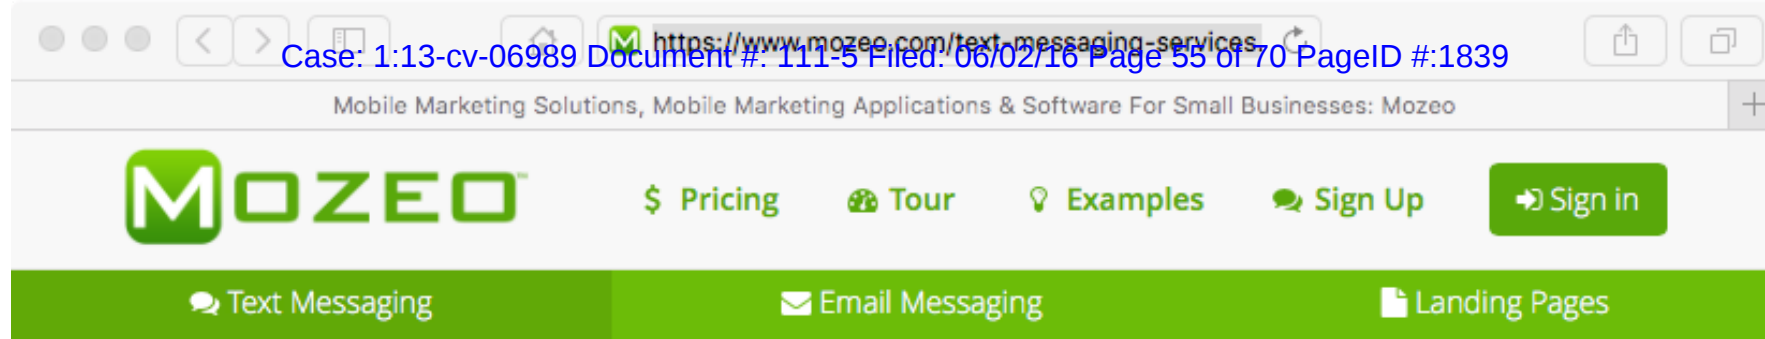 https://www.mozeo.com/text-messaging-services.
Case: 1:13-cv-06989 Document #: 111-5 Filed: 06/02/16 Page 55 of 70 PageID #:1839
Mobile Marketing Solutions, Mobile Marketing Applications & Software For Small Businesses: Mozeo
MOZEO™ $ Pricing Tour Examples Sign Up Sign in
Text Messaging Email Messaging Landing Pages